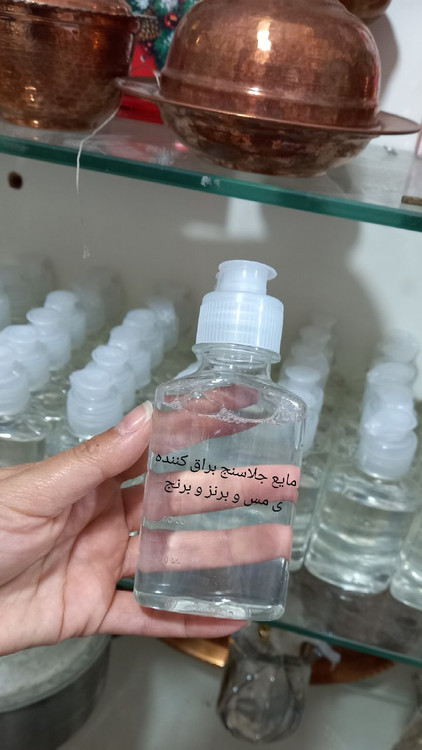 مایع جلاسنج براق کننده
ی مس و برنز و برنج